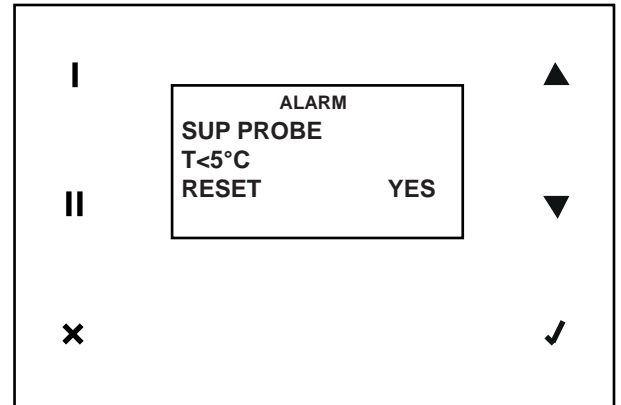 I
ALARM
SUP PROBE
T<5°C
RESET YES
II